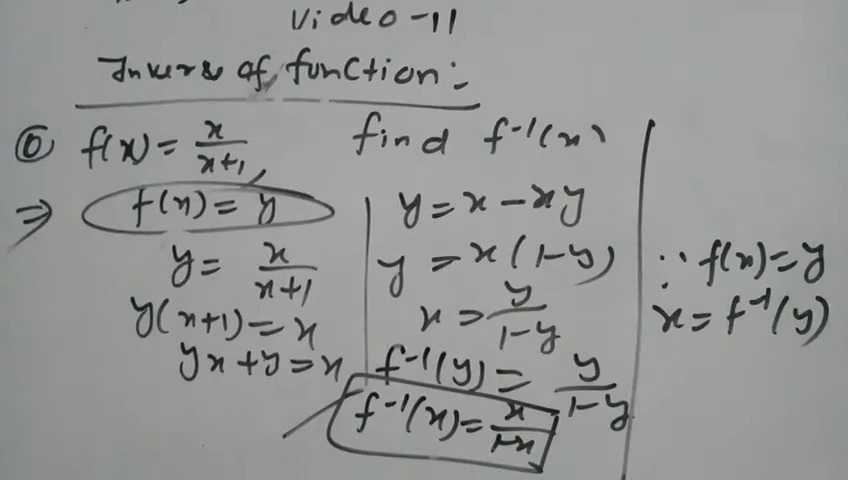 Video-11
Inverse of function:-
f(x) = x/(x+1), find f⁻¹(x)
⇒ f(x) = y
y = x/(x+1)
y(x+1) = x
yx + y = x
y = x - xy
y = x(1-y)
x = y/(1-y)
f⁻¹(y) = y/(1-y)
f⁻¹(x) = x/(1-x)
∵ f(x) = y
x = f⁻¹(y)